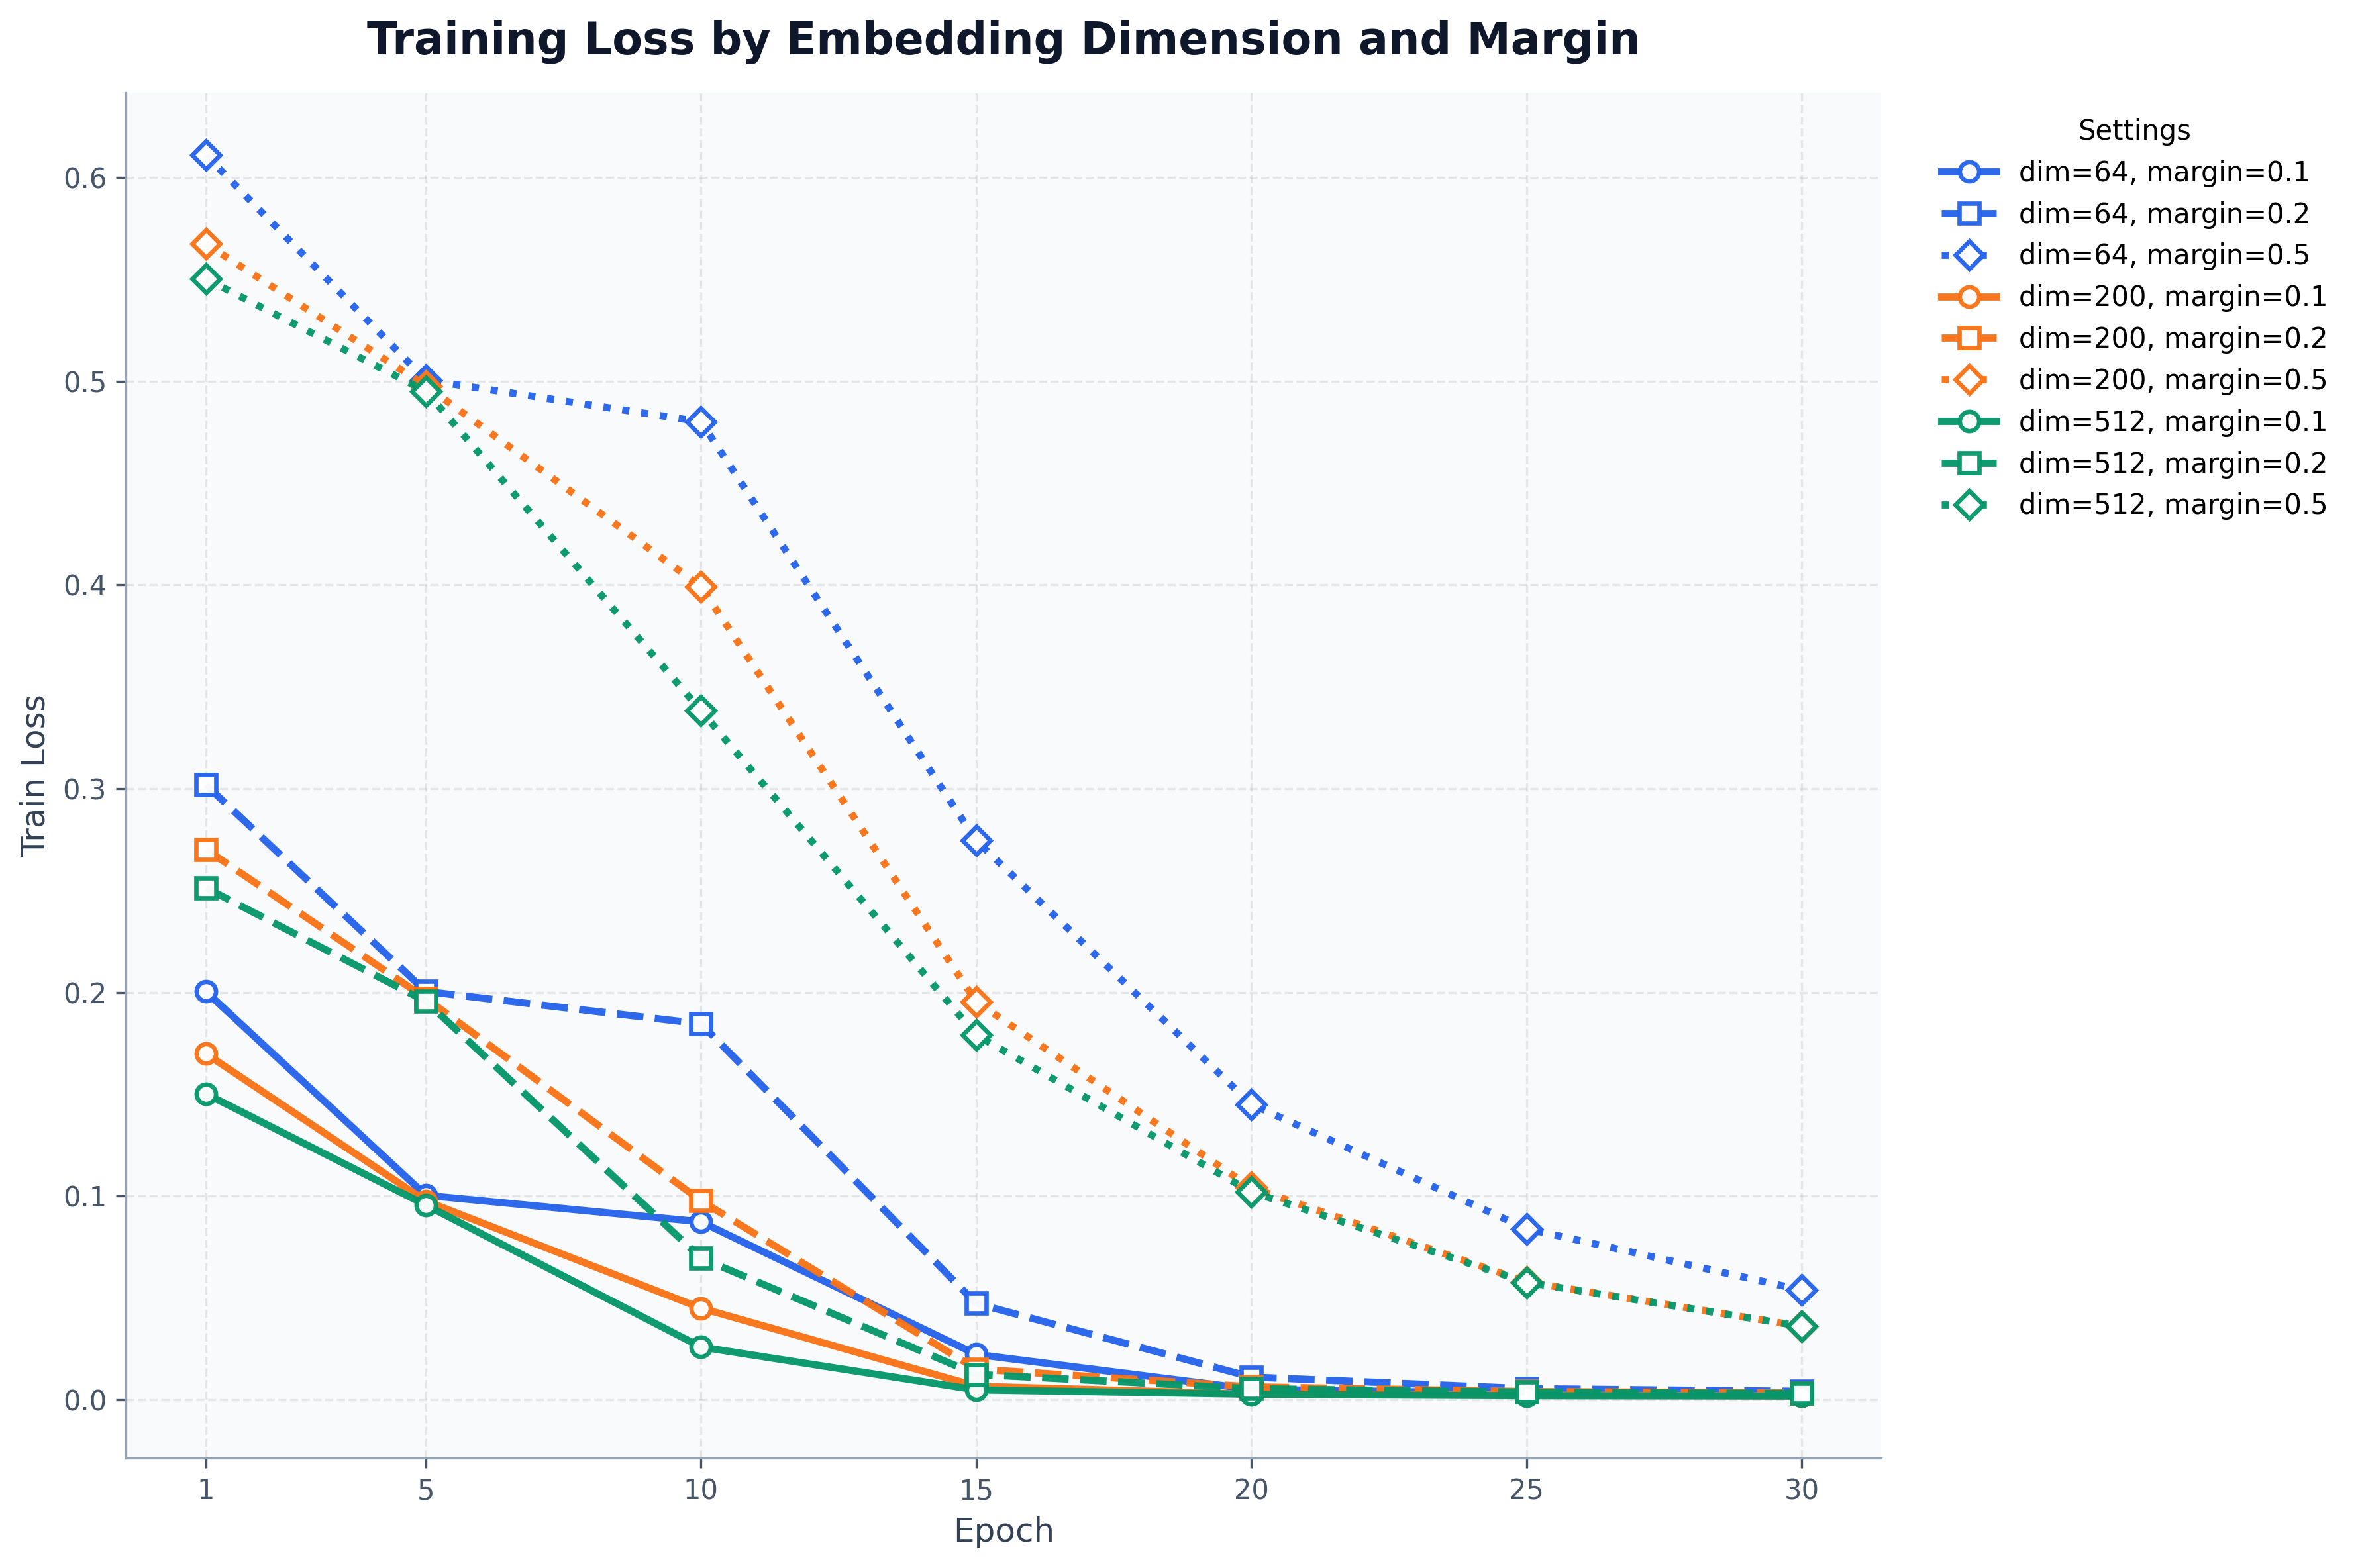 Training Loss by Embedding Dimension and Margin
Train Loss
0.6
0.5
0.4
0.3
0.2
0.1
0.0
1 5 10 15 20 25 30
Epoch
Settings
dim=64, margin=0.1
dim=64, margin=0.2
dim=64, margin=0.5
dim=200, margin=0.1
dim=200, margin=0.2
dim=200, margin=0.5
dim=512, margin=0.1
dim=512, margin=0.2
dim=512, margin=0.5